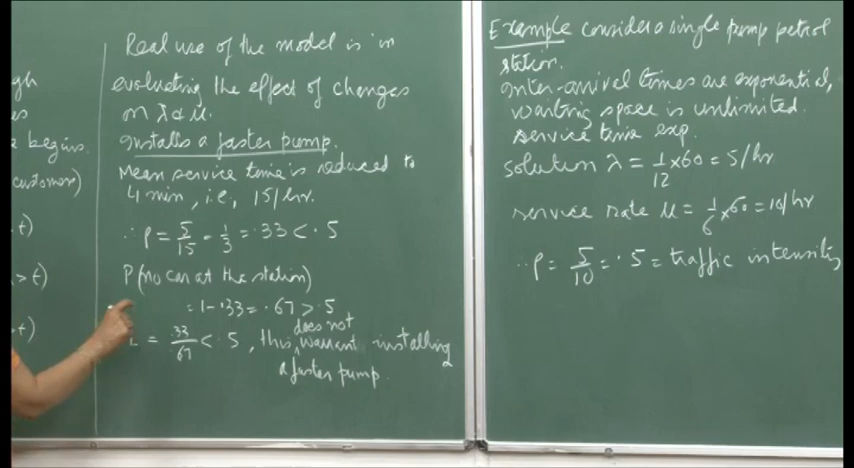 gh
es
e begins.
customers)
t)
> t)
t)
Real use of the model is in
evaluating the effect of changes
on λ & μ.
Installs a faster pump.
Mean service time is reduced to
4 min, i.e., 15/hr.
∴ ρ = 5/15 = 1/3 = .33 < .5
P(no car at the station)
= 1 - .33 = .67 > .5
= .33/.67 < .5, this does not warrant installing
a faster pump.
Example consider a single pump petrol
station.
Inter-arrival times are exponential,
waiting space is unlimited.
Service time exp.
Solution λ = 1/12 x 60 = 5/hr
service rate μ = 1/6 x 60 = 10/hr
∴ ρ = 5/10 = .5 = traffic intensity